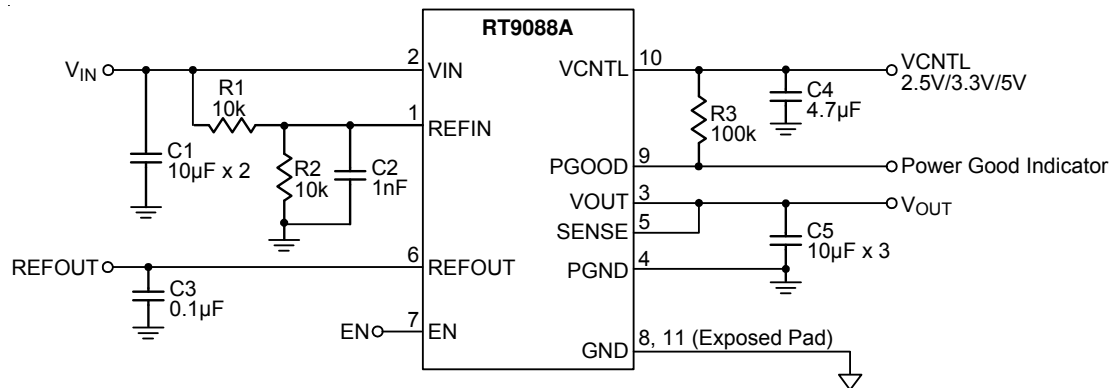 RT9088A
V_IN
2
VIN
VCNTL
10
VCNTL
2.5V/3.3V/5V
R1
10k
C4
4.7µF
R3
100k
1
REFIN
C1
10µF x 2
R2
10k
C2
1nF
PGOOD
9
Power Good Indicator
VOUT
3
V_OUT
SENSE
5
C5
10µF x 3
REFOUT
6
REFOUT
PGND
4
C3
0.1µF
EN
7
EN
GND
8, 11 (Exposed Pad)